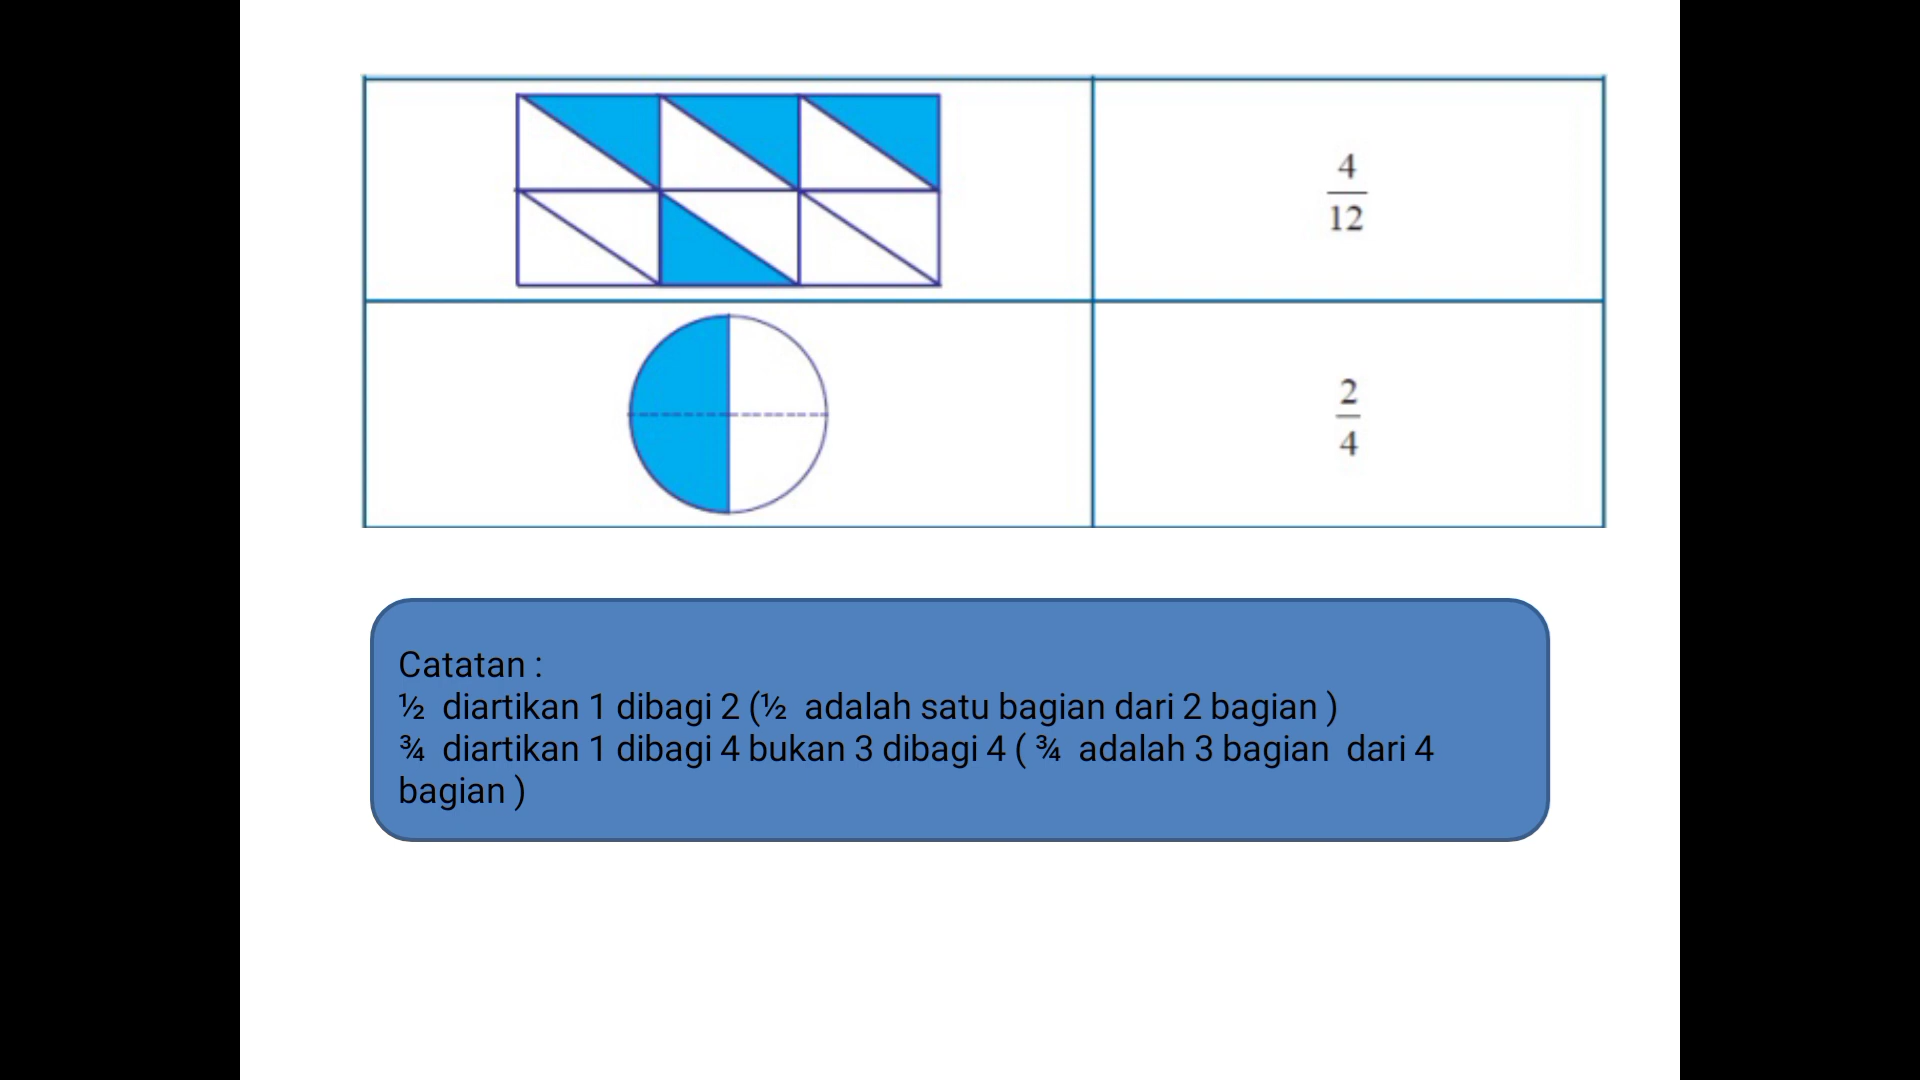 4
12
2
4
Catatan :
½ diartikan 1 dibagi 2 (½ adalah satu bagian dari 2 bagian )
¾ diartikan 1 dibagi 4 bukan 3 dibagi 4 ( ¾ adalah 3 bagian dari 4
bagian )